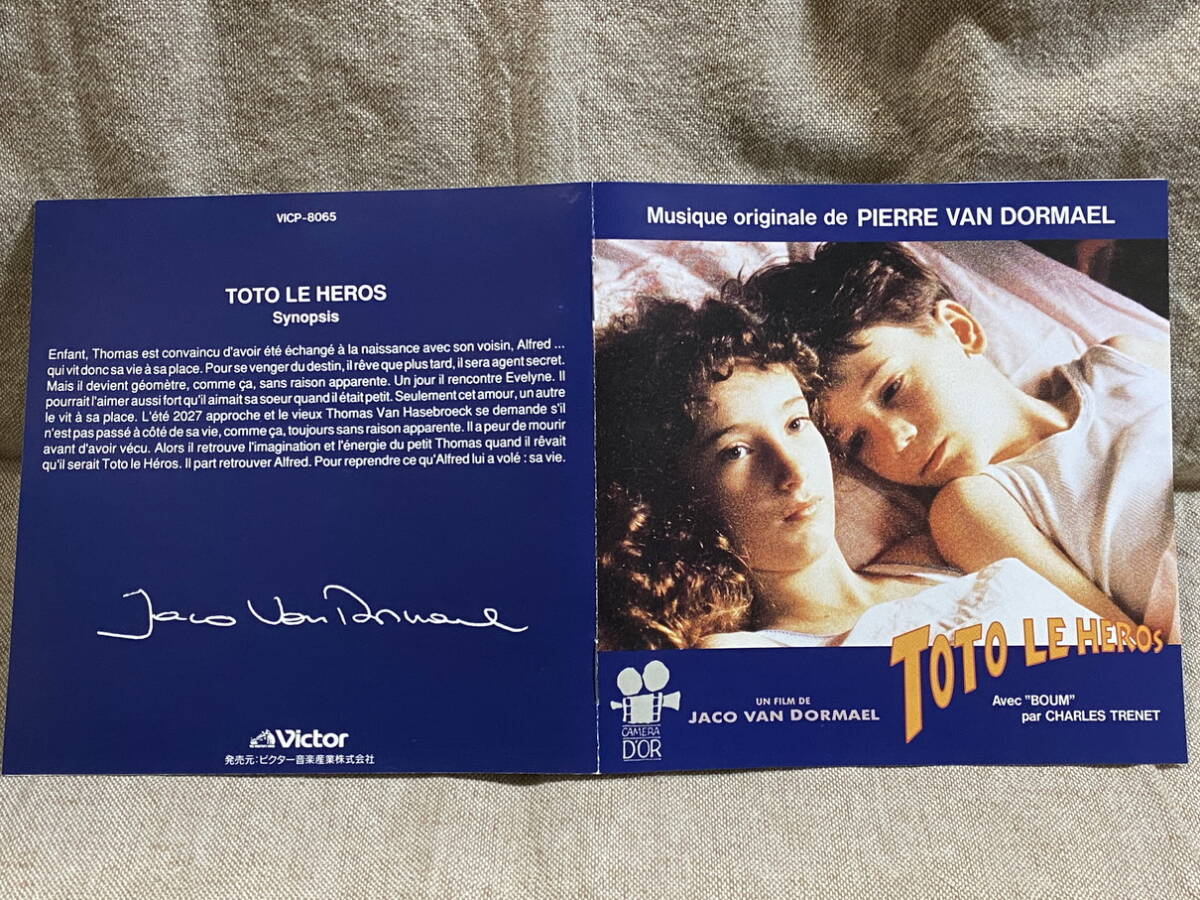 VICP-8065
TOTO LE HEROS
Synopsis
Enfant, Thomas est convaincu d'avoir été échangé à la naissance avec son voisin, Alfred ...
qui vit donc sa vie à sa place. Pour se venger du destin, il rêve que plus tard, il sera agent secret.
Mais il devient géomètre, comme ça, sans raison apparente. Un jour il rencontre Evelyne. Il
pourrait l'aimer aussi fort qu'il aimait sa soeur quand il était petit. Seulement cet amour, un autre
le vit à sa place. L'été 2027 approche et le vieux Thomas Van Hasebroeck se demande s'il
n'est pas passé à côté de sa vie, comme ça, toujours sans raison apparente. Il a peur de mourir
avant d'avoir vécu. Alors il retrouve l'imagination et l'énergie du petit Thomas quand il rêvait
qu'il serait Toto le Héros. Il part retrouver Alfred. Pour reprendre ce qu'Alfred lui a volé : sa vie.
Jaco Van Dormael
Victor
発売元:ビクター音楽産業株式会社
Musique originale de PIERRE VAN DORMAEL
TOTO LE HEROS
CAMERA
D'OR
UN FILM DE
JACO VAN DORMAEL
Avec "BOUM"
par CHARLES TRENET